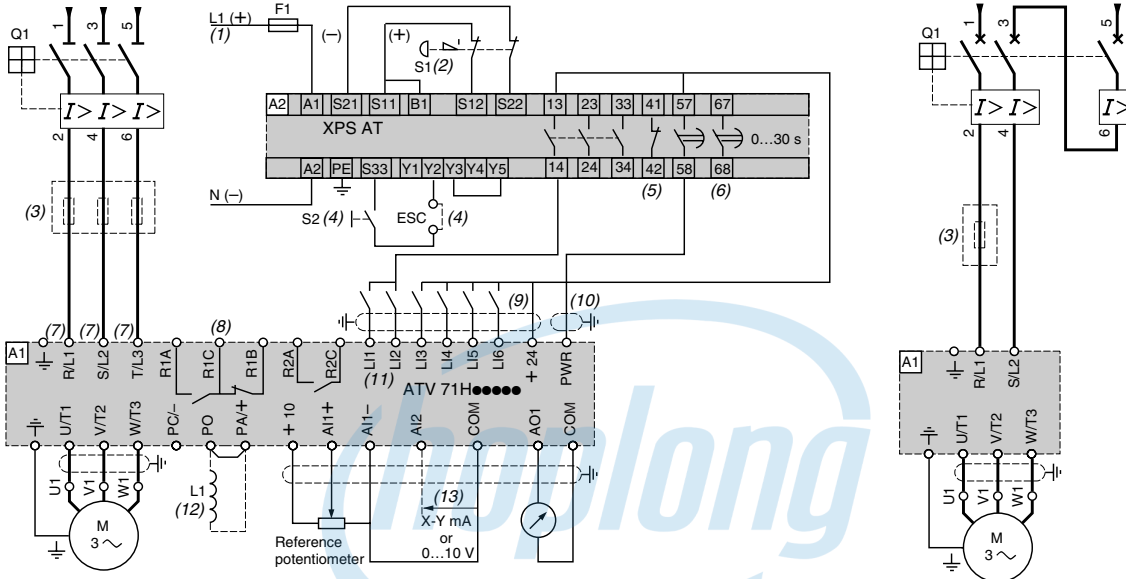 L1 (+) F1
(1) (–) (+)
S1 (2)
Q1 1 3 5
I> I> I>
2 4 6
A2 A1 S21 S11 B1 S12 S22 13 23 33 41 57 67
XPS AT 0...30 s
A2 PE S33 Y1 Y2 Y3 Y4 Y5 14 24 34 42 58 68
(5) (6)
N (–)
S2 (4) ESC (4)
(3)
(9) (10)
(7) (7) (7) (8)
A1 R/L1 S/L2 T/L3 R1A R1C R1B R2A R2C LI1 LI2 LI3 LI4 LI5 LI6 + 24 PWR
(11)
ATV 71H●●●●●
U/T1 V/T2 W/T3 PC/- PO PA/+ + 10 AI1+ AI1– AI2 COM AO1 COM
U1 V1 W1
L1
(12)
(13)
X-Y mA
or
0...10 V
M
3
Reference
potentiometer
Q1 1 3 5
I> I> I>
2 4 6
(3)
A1 R/L1 S/L2
U/T1 V/T2 W/T3
U1 V1 W1
M
3
hoplong